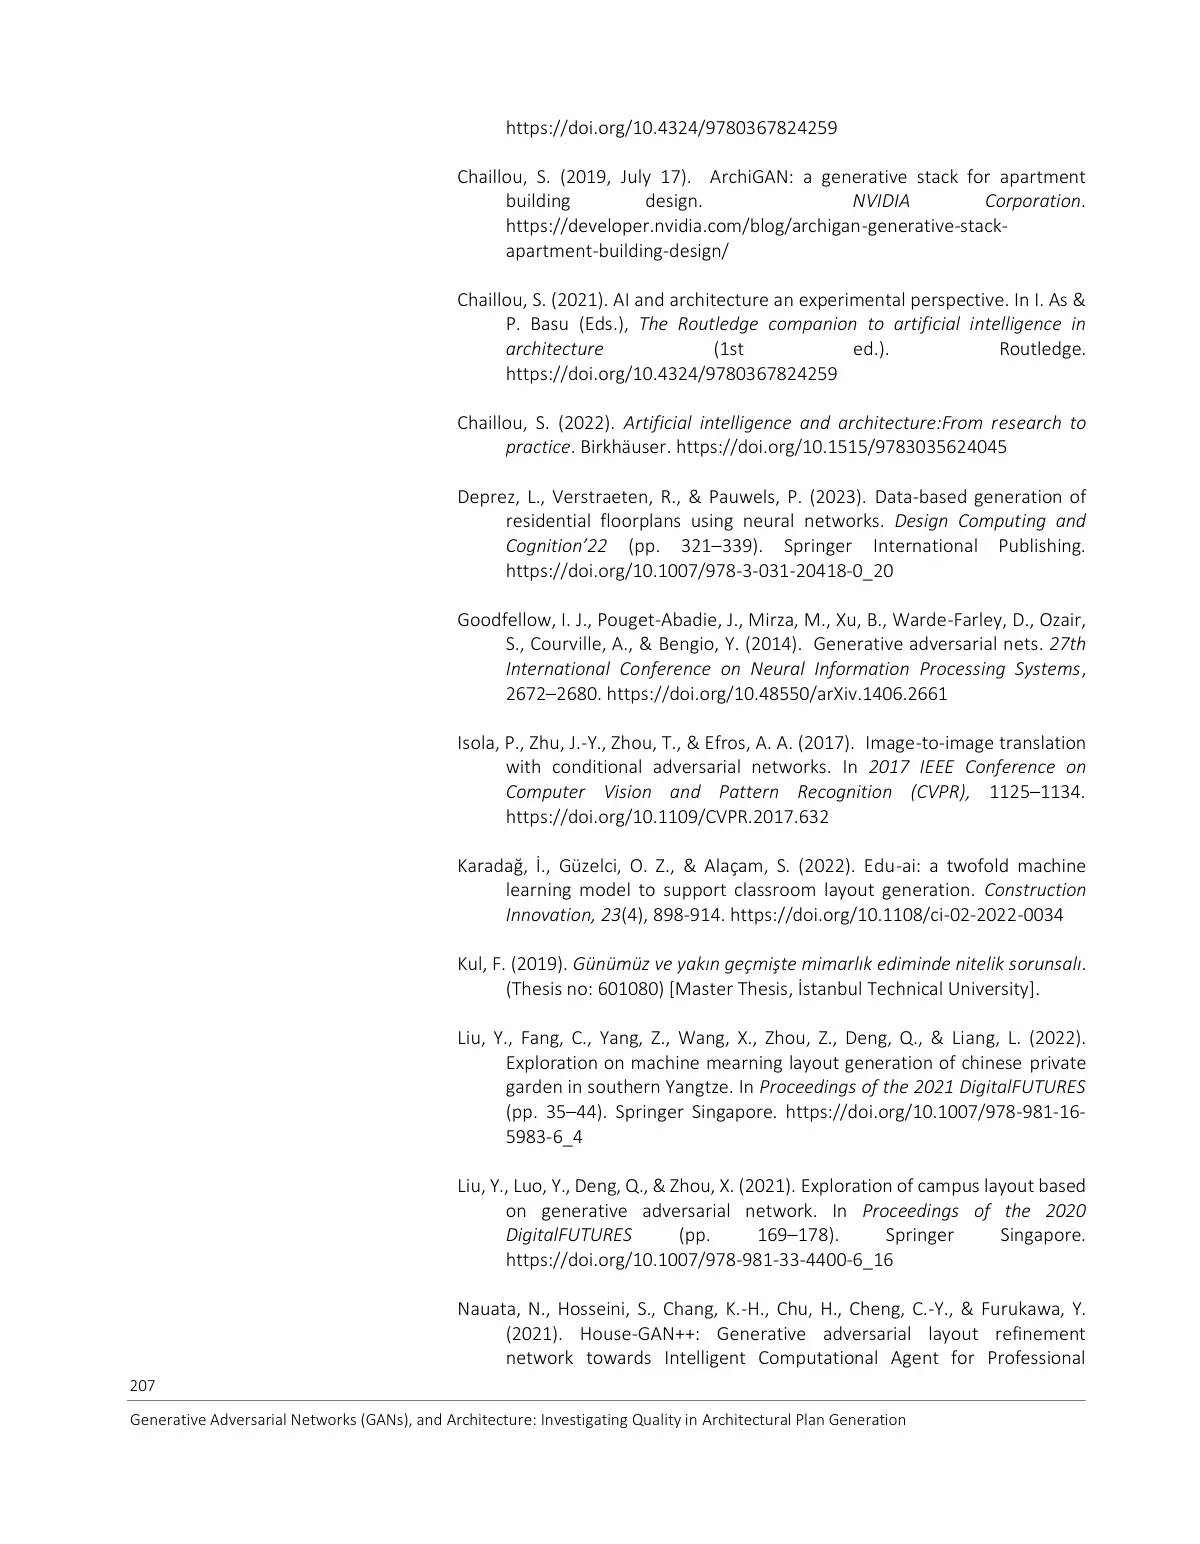 https://doi.org/10.4324/9780367824259
Chaillou, S. (2019, July 17). ArchiGAN: a generative stack for apartment
building design. NVIDIA Corporation.
https://developer.nvidia.com/blog/archigan-generative-stack-
apartment-building-design/
Chaillou, S. (2021). AI and architecture an experimental perspective. In I. As &
P. Basu (Eds.), The Routledge companion to artificial intelligence in
architecture (1st ed.). Routledge.
https://doi.org/10.4324/9780367824259
Chaillou, S. (2022). Artificial intelligence and architecture:From research to
practice. Birkhäuser. https://doi.org/10.1515/9783035624045
Deprez, L., Verstraeten, R., & Pauwels, P. (2023). Data-based generation of
residential floorplans using neural networks. Design Computing and
Cognition’22 (pp. 321–339). Springer International Publishing.
https://doi.org/10.1007/978-3-031-20418-0_20
Goodfellow, I. J., Pouget-Abadie, J., Mirza, M., Xu, B., Warde-Farley, D., Ozair,
S., Courville, A., & Bengio, Y. (2014). Generative adversarial nets. 27th
International Conference on Neural Information Processing Systems,
2672–2680. https://doi.org/10.48550/arXiv.1406.2661
Isola, P., Zhu, J.-Y., Zhou, T., & Efros, A. A. (2017). Image-to-image translation
with conditional adversarial networks. In 2017 IEEE Conference on
Computer Vision and Pattern Recognition (CVPR), 1125–1134.
https://doi.org/10.1109/CVPR.2017.632
Karadağ, İ., Güzelci, O. Z., & Alaçam, S. (2022). Edu-ai: a twofold machine
learning model to support classroom layout generation. Construction
Innovation, 23(4), 898-914. https://doi.org/10.1108/ci-02-2022-0034
Kul, F. (2019). Günümüz ve yakın geçmişte mimarlık ediminde nitelik sorunsalı.
(Thesis no: 601080) [Master Thesis, İstanbul Technical University].
Liu, Y., Fang, C., Yang, Z., Wang, X., Zhou, Z., Deng, Q., & Liang, L. (2022).
Exploration on machine mearning layout generation of chinese private
garden in southern Yangtze. In Proceedings of the 2021 DigitalFUTURES
(pp. 35–44). Springer Singapore. https://doi.org/10.1007/978-981-16-
5983-6_4
Liu, Y., Luo, Y., Deng, Q., & Zhou, X. (2021). Exploration of campus layout based
on generative adversarial network. In Proceedings of the 2020
DigitalFUTURES (pp. 169–178). Springer Singapore.
https://doi.org/10.1007/978-981-33-4400-6_16
Nauata, N., Hosseini, S., Chang, K.-H., Chu, H., Cheng, C.-Y., & Furukawa, Y.
(2021). House-GAN++: Generative adversarial layout refinement
network towards Intelligent Computational Agent for Professional
207
Generative Adversarial Networks (GANs), and Architecture: Investigating Quality in Architectural Plan Generation